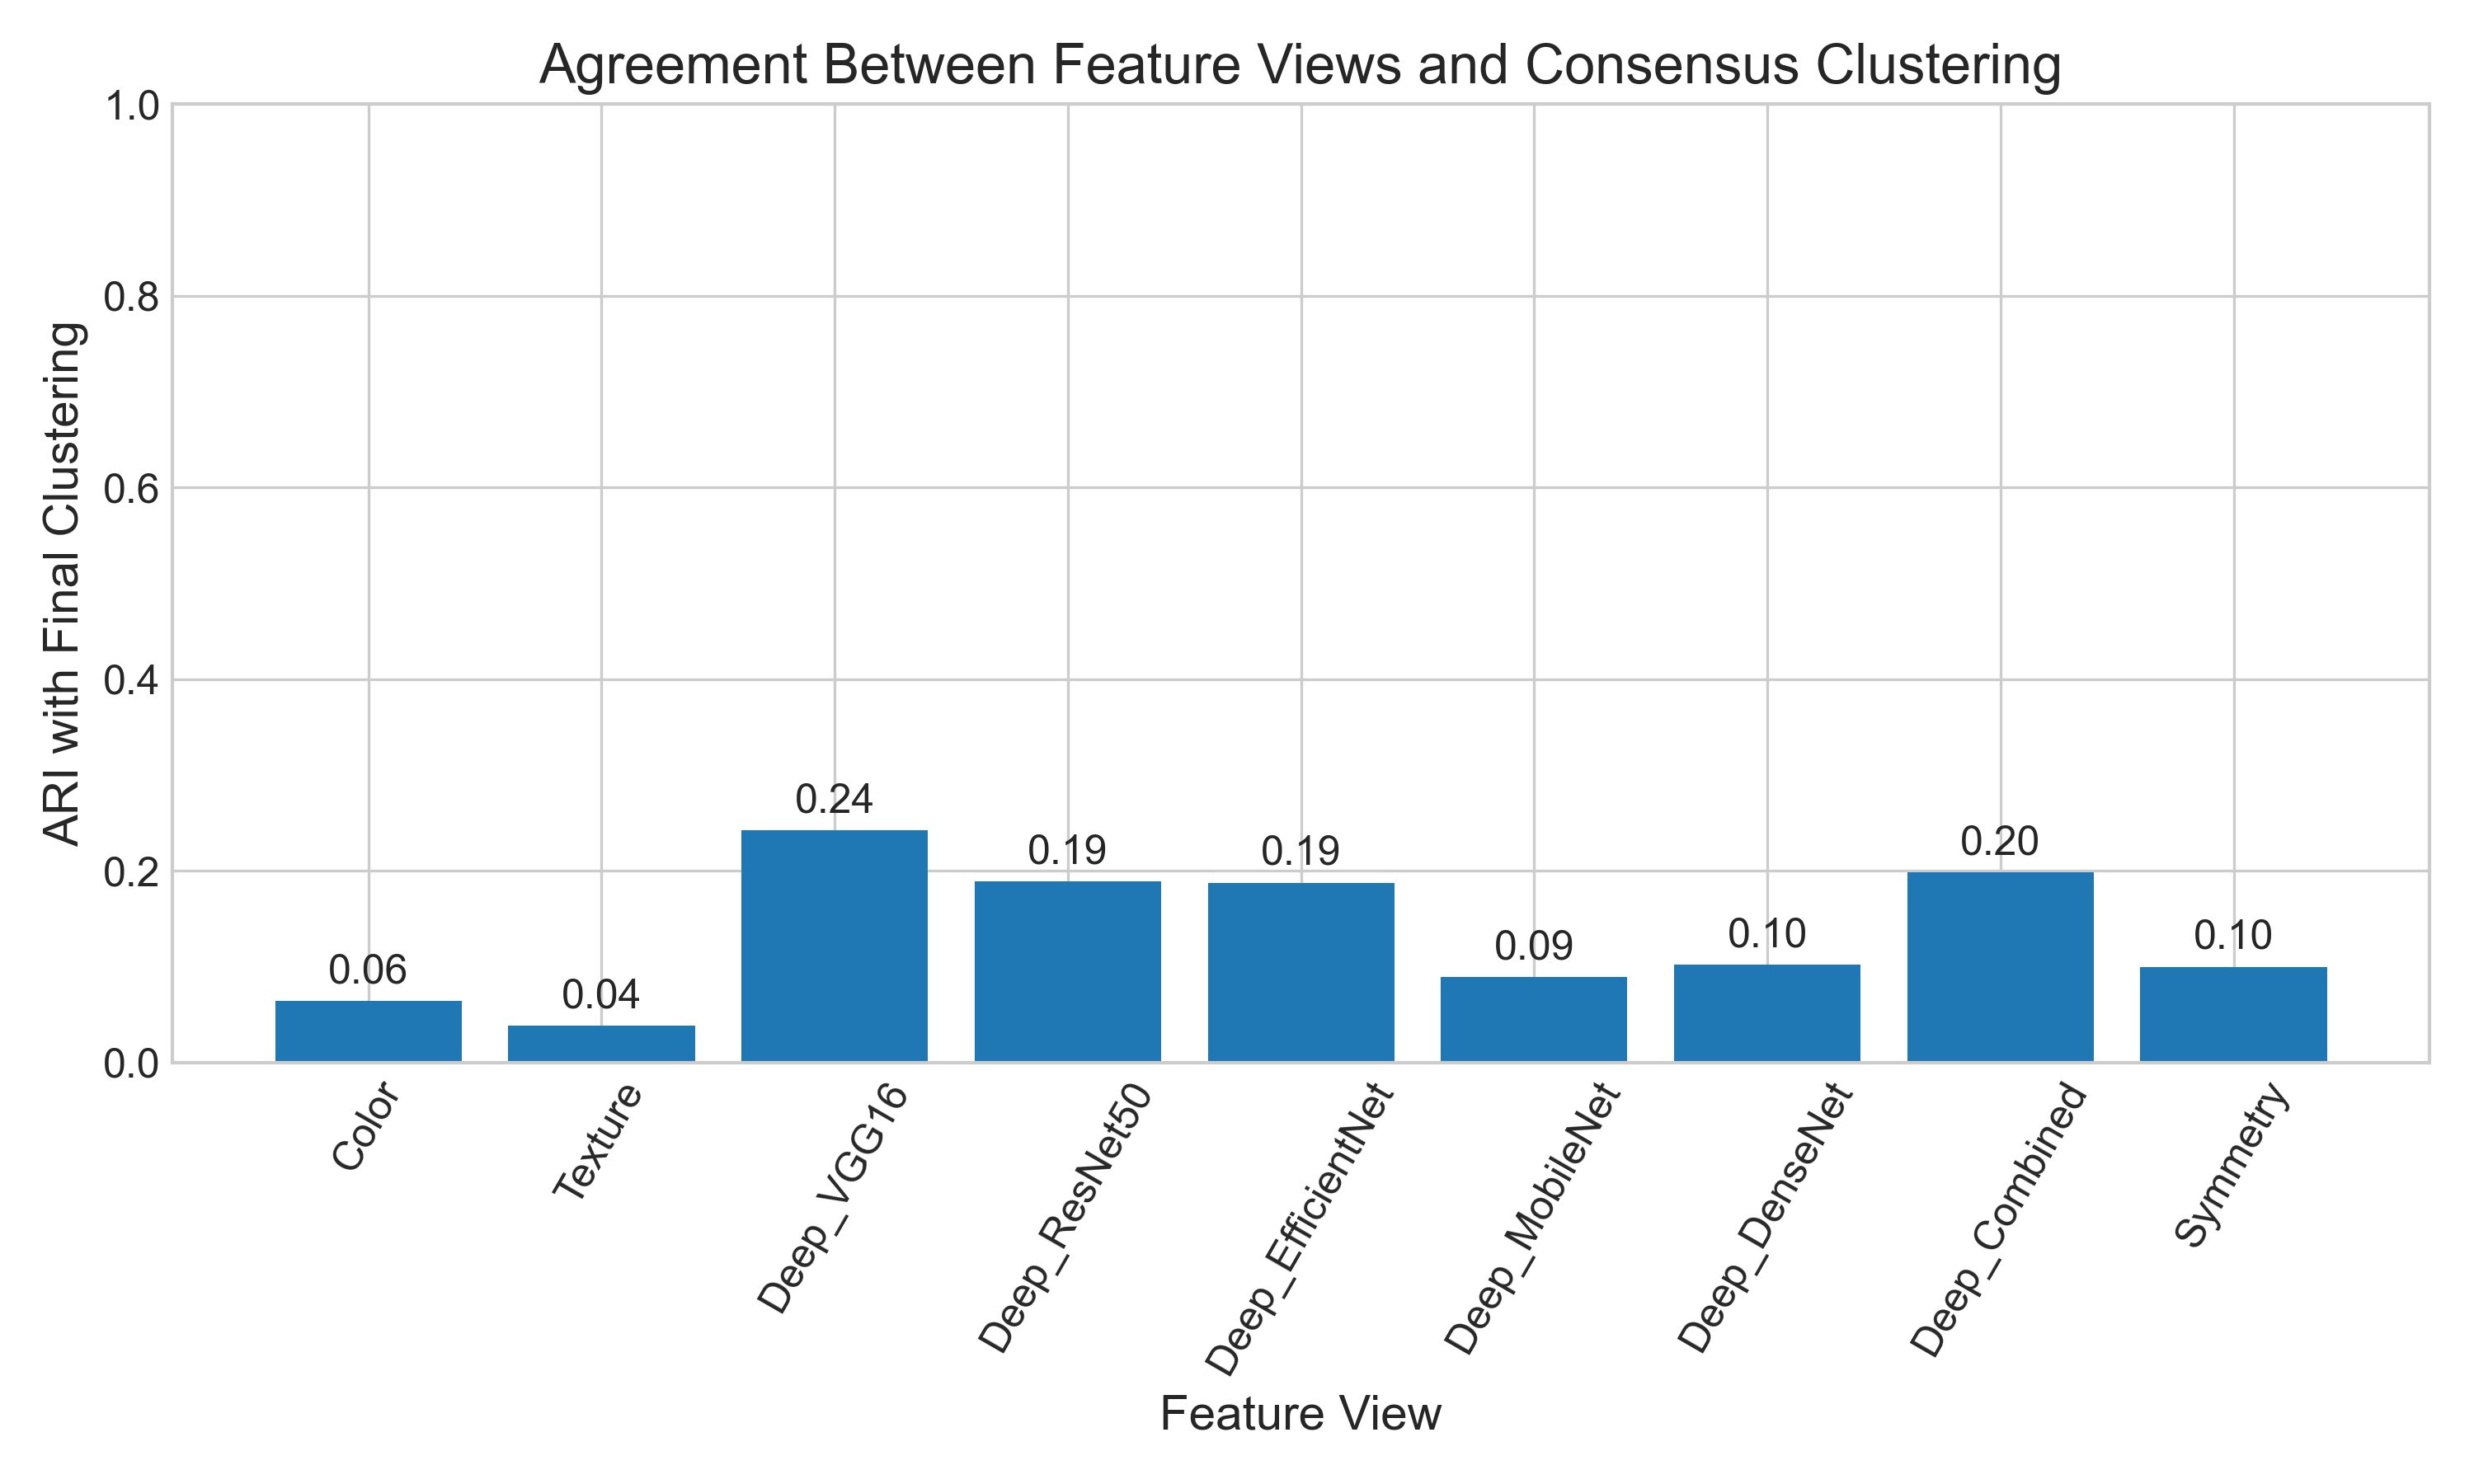 Agreement Between Feature Views and Consensus Clustering
ARI with Final Clustering
1.0
0.8
0.6
0.4
0.2
0.0
0.06
0.04
0.24
0.19
0.19
0.09
0.10
0.20
0.10
Color
Texture
Deep_VGG16
Deep_ResNet50
Deep_EfficientNet
Deep_MobileNet
Deep_DenseNet
Deep_Combined
Symmetry
Feature View